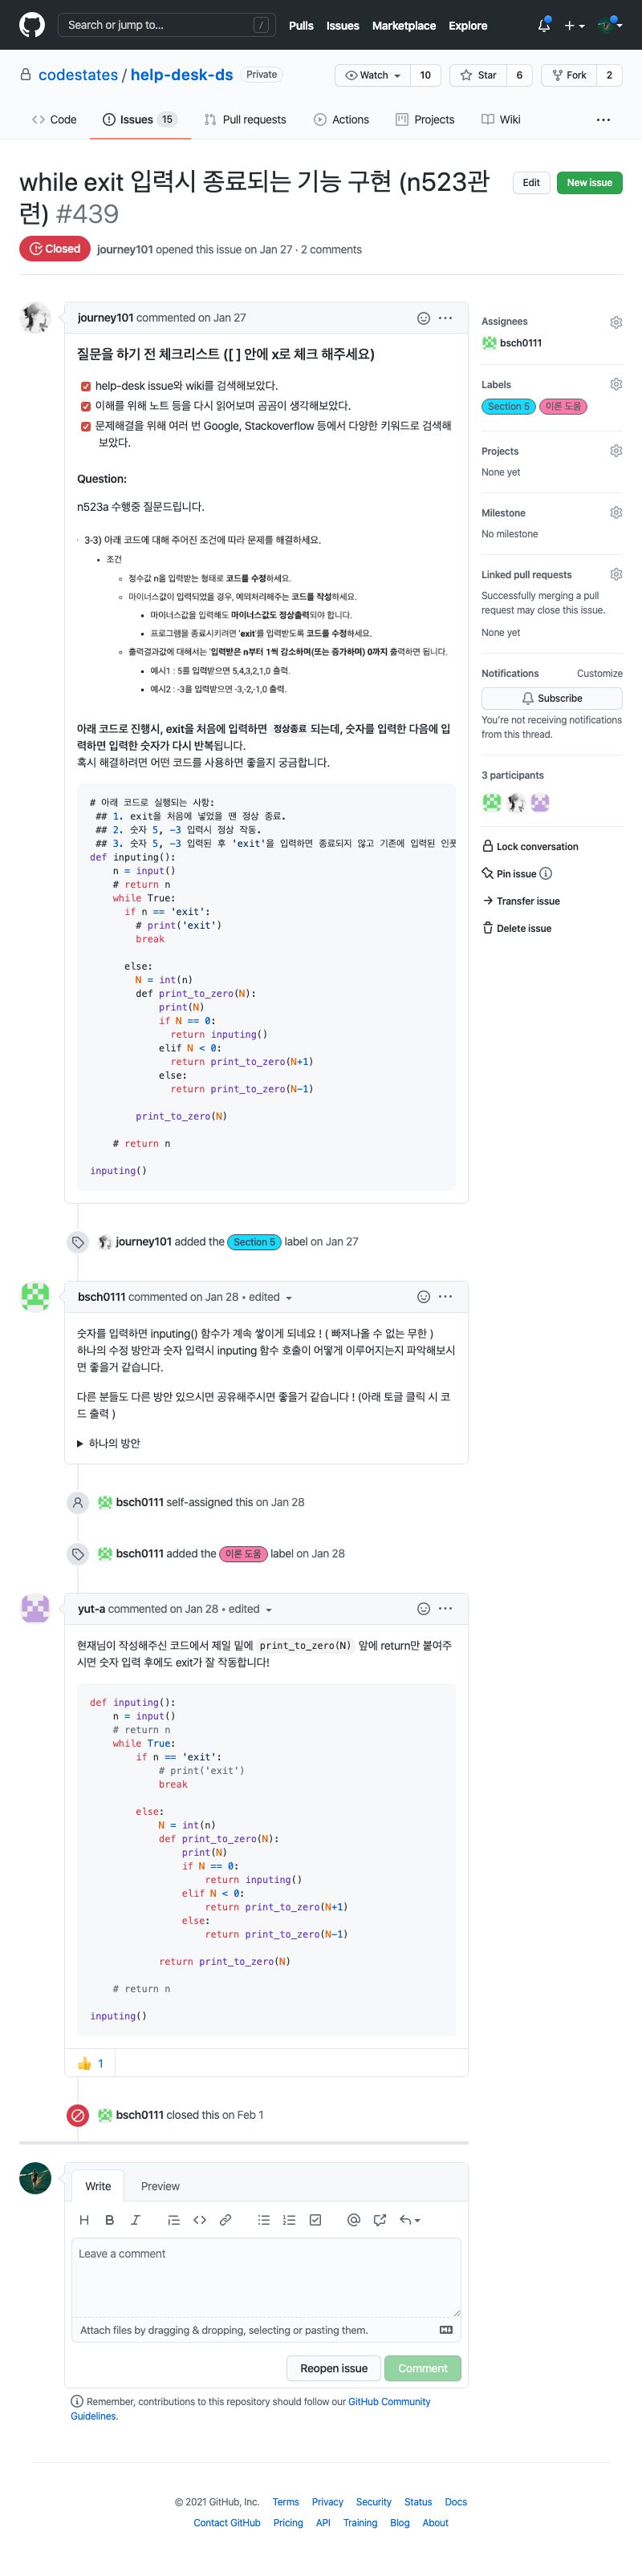 Search or jump to...
/
Pulls Issues Marketplace Explore
codestates / help-desk-ds Private
Watch 10 Star 6 Fork 2
Code Issues 15 Pull requests Actions Projects Wiki
while exit 입력시 종료되는 기능 구현 (n523관
련) #439
Edit New issue
Closed journey101 opened this issue on Jan 27 · 2 comments
journey101 commented on Jan 27
질문을 하기 전 체크리스트 ([ ] 안에 x로 체크 해주세요)
help-desk issue와 wiki를 검색해보았다.
이해를 위해 노트 등을 다시 읽어보며 곰곰이 생각해보았다.
문제해결을 위해 여러 번 Google, Stackoverflow 등에서 다양한 키워드로 검색해
보았다.
Question:
n523a 수행중 질문드립니다.
3-3) 아래 코드에 대해 주어진 조건에 따라 문제를 해결하세요.
• 조건
◦ 정수값 n을 입력받는 형태로 코드를 수정하세요.
◦ 마이너스값이 입력되었을 경우, 예외처리해주는 코드를 작성하세요.
▪ 마이너스값을 입력해도 마이너스값도 정상출력되야 합니다.
▪ 프로그램을 종료시키려면 'exit'를 입력받도록 코드를 수정하세요.
◦ 출력결과값에 대해서는 '입력받은 n부터 1씩 감소하며(또는 증가하며) 0까지 출력하면 됩니다.
▪ 예시1 : 5를 입력받으면 5,4,3,2,1,0 출력.
▪ 예시2 : -3을 입력받으면 -3,-2,-1,0 출력.
아래 코드로 진행시, exit을 처음에 입력하면 정상종료 되는데, 숫자를 입력한 다음에 입
력하면 입력한 숫자가 다시 반복됩니다.
혹시 해결하려면 어떤 코드를 사용하면 좋을지 궁금합니다.
# 아래 코드로 실행되는 사항:
## 1. exit을 처음에 넣었을 땐 정상 종료.
## 2. 숫자 5, -3 입력시 정상 작동.
## 3. 숫자 5, -3 입력된 후 'exit'을 입력하면 종료되지 않고 기존에 입력된 인풋
def inputing():
n = input()
# return n
while True:
if n == 'exit':
# print('exit')
break
else:
N = int(n)
def print_to_zero(N):
print(N)
if N == 0:
return inputing()
elif N < 0:
return print_to_zero(N+1)
else:
return print_to_zero(N-1)
print_to_zero(N)
# return n
inputing()
journey101 added the Section 5 label on Jan 27
bsch0111 commented on Jan 28 • edited
숫자를 입력하면 inputing() 함수가 계속 쌓이게 되네요 ! ( 빠져나올 수 없는 무한 )
하나의 수정 방안과 숫자 입력시 inputing 함수 호출이 어떻게 이루어지는지 파악해보시
면 좋을거 같습니다.
다른 분들도 다른 방안 있으시면 공유해주시면 좋을거 같습니다 ! (아래 토글 클릭 시 코
드 출력 )
▶ 하나의 방안
bsch0111 self-assigned this on Jan 28
bsch0111 added the 이론 도움 label on Jan 28
yut-a commented on Jan 28 • edited
현재님이 작성해주신 코드에서 제일 밑에 print_to_zero(N) 앞에 return만 붙여주
시면 숫자 입력 후에도 exit가 잘 작동합니다!
def inputing():
n = input()
# return n
while True:
if n == 'exit':
# print('exit')
break
else:
N = int(n)
def print_to_zero(N):
print(N)
if N == 0:
return inputing()
elif N < 0:
return print_to_zero(N+1)
else:
return print_to_zero(N-1)
return print_to_zero(N)
# return n
inputing()
👍 1
bsch0111 closed this on Feb 1
Write Preview
H B I
Leave a comment
Attach files by dragging & dropping, selecting or pasting them.
Reopen issue Comment
Remember, contributions to this repository should follow our GitHub Community
Guidelines.
Assignees
bsch0111
Labels
Section 5 이론 도움
Projects
None yet
Milestone
No milestone
Linked pull requests
Successfully merging a pull
request may close this issue.
None yet
Notifications Customize
Subscribe
You're not receiving notifications
from this thread.
3 participants
Lock conversation
Pin issue
Transfer issue
Delete issue
© 2021 GitHub, Inc. Terms Privacy Security Status Docs
Contact GitHub Pricing API Training Blog About